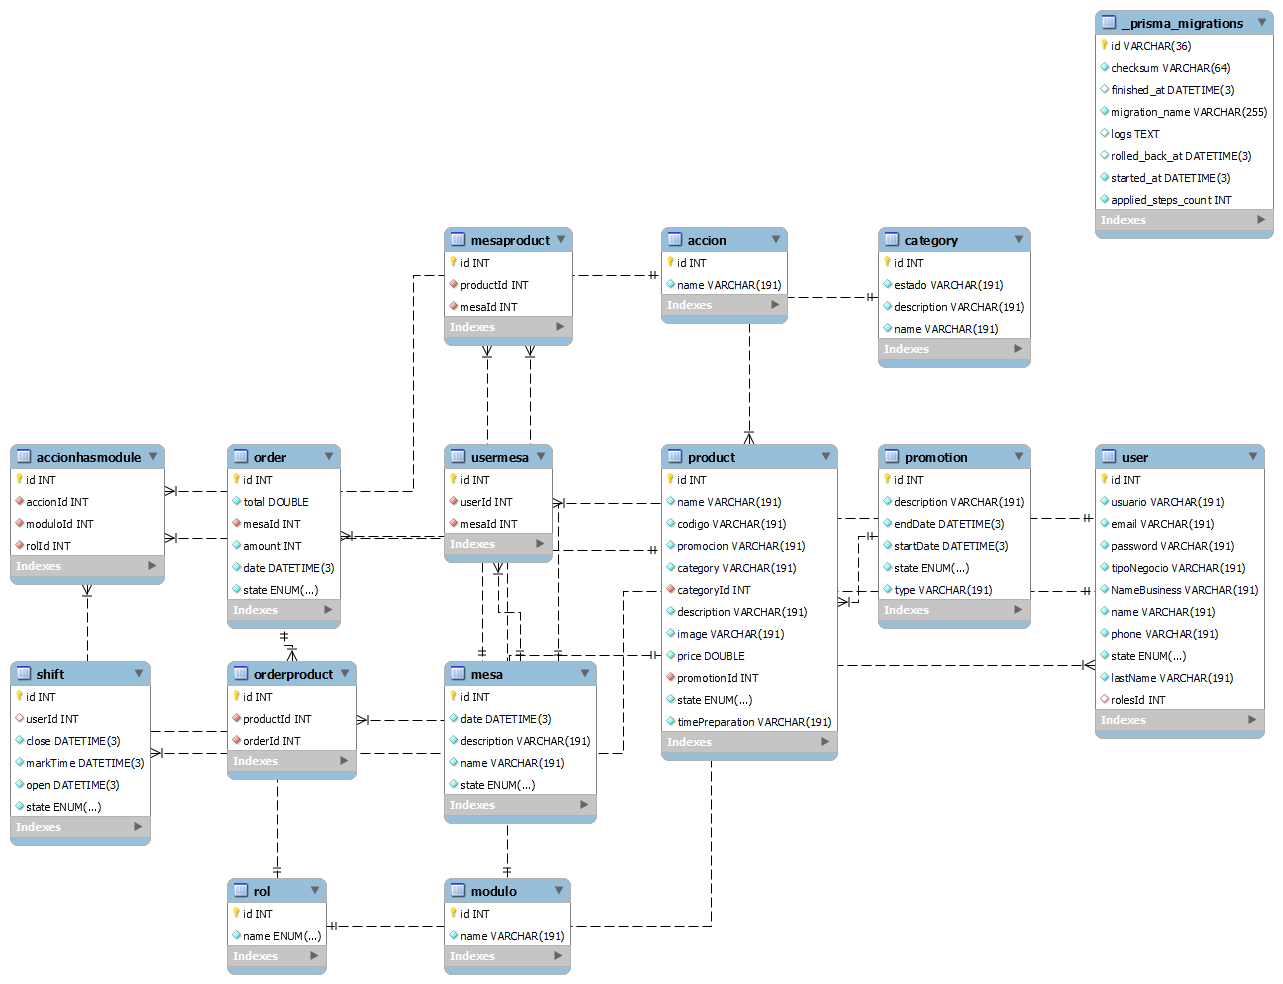 _prisma_migrations
id VARCHAR(36)
checksum VARCHAR(64)
finished_at DATETIME(3)
migration_name VARCHAR(255)
logs TEXT
rolled_back_at DATETIME(3)
started_at DATETIME(3)
applied_steps_count INT
Indexes
mesaproduct
id INT
productId INT
mesaId INT
Indexes
accion
id INT
name VARCHAR(191)
Indexes
category
id INT
estado VARCHAR(191)
description VARCHAR(191)
name VARCHAR(191)
Indexes
accionhasmodule
id INT
accionId INT
moduloId INT
rolId INT
Indexes
order
id INT
total DOUBLE
mesaId INT
amount INT
date DATETIME(3)
state ENUM(...)
Indexes
usermesa
id INT
userId INT
mesaId INT
Indexes
product
id INT
name VARCHAR(191)
codigo VARCHAR(191)
promocion VARCHAR(191)
category VARCHAR(191)
categoryId INT
description VARCHAR(191)
image VARCHAR(191)
price DOUBLE
promotionId INT
state ENUM(...)
timePreparation VARCHAR(191)
Indexes
promotion
id INT
description VARCHAR(191)
endDate DATETIME(3)
startDate DATETIME(3)
state ENUM(...)
type VARCHAR(191)
Indexes
user
id INT
usuario VARCHAR(191)
email VARCHAR(191)
password VARCHAR(191)
tipoNegocio VARCHAR(191)
NameBusiness VARCHAR(191)
name VARCHAR(191)
phone VARCHAR(191)
state ENUM(...)
lastName VARCHAR(191)
rolesId INT
Indexes
shift
id INT
userId INT
close DATETIME(3)
markTime DATETIME(3)
open DATETIME(3)
state ENUM(...)
Indexes
orderproduct
id INT
productId INT
orderId INT
Indexes
mesa
id INT
date DATETIME(3)
description VARCHAR(191)
name VARCHAR(191)
state ENUM(...)
Indexes
rol
id INT
name ENUM(...)
Indexes
modulo
id INT
name VARCHAR(191)
Indexes